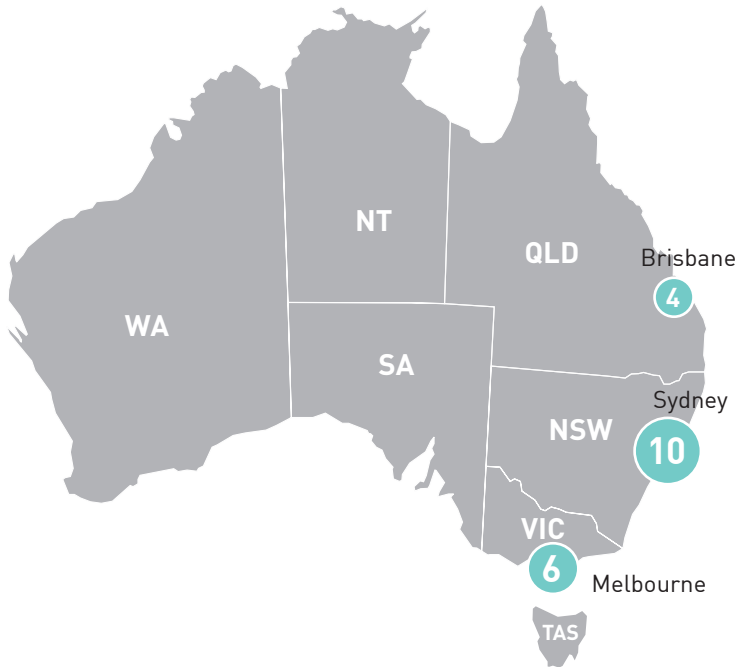 NT
QLD
Brisbane
4
WA
SA
Sydney
NSW
10
VIC
6
Melbourne
TAS